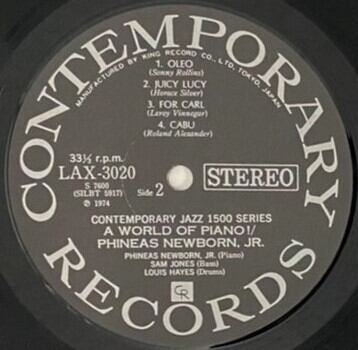 CONTEMPORARY
MANUFACTURED BY KING RECORD CO., LTD, TOKYO, JAPAN
1. OLEO
(Sonny Rollins)
2. JUICY LUCY
(Horace Silver)
3. FOR CARL
(Leroy Vinnegar)
4. CABU
(Roland Alexander)
33⅓ r.p.m.
LAX-3020
S 7600
(SILBT 5917)
℗ 1974
Side 2
STEREO
CONTEMPORARY JAZZ 1500 SERIES
A WORLD OF PIANO!/
PHINEAS NEWBORN, JR.
PHINEAS NEWBORN, JR. (Piano)
SAM JONES (Bass)
LOUIS HAYES (Drums)
CR
RECORDS